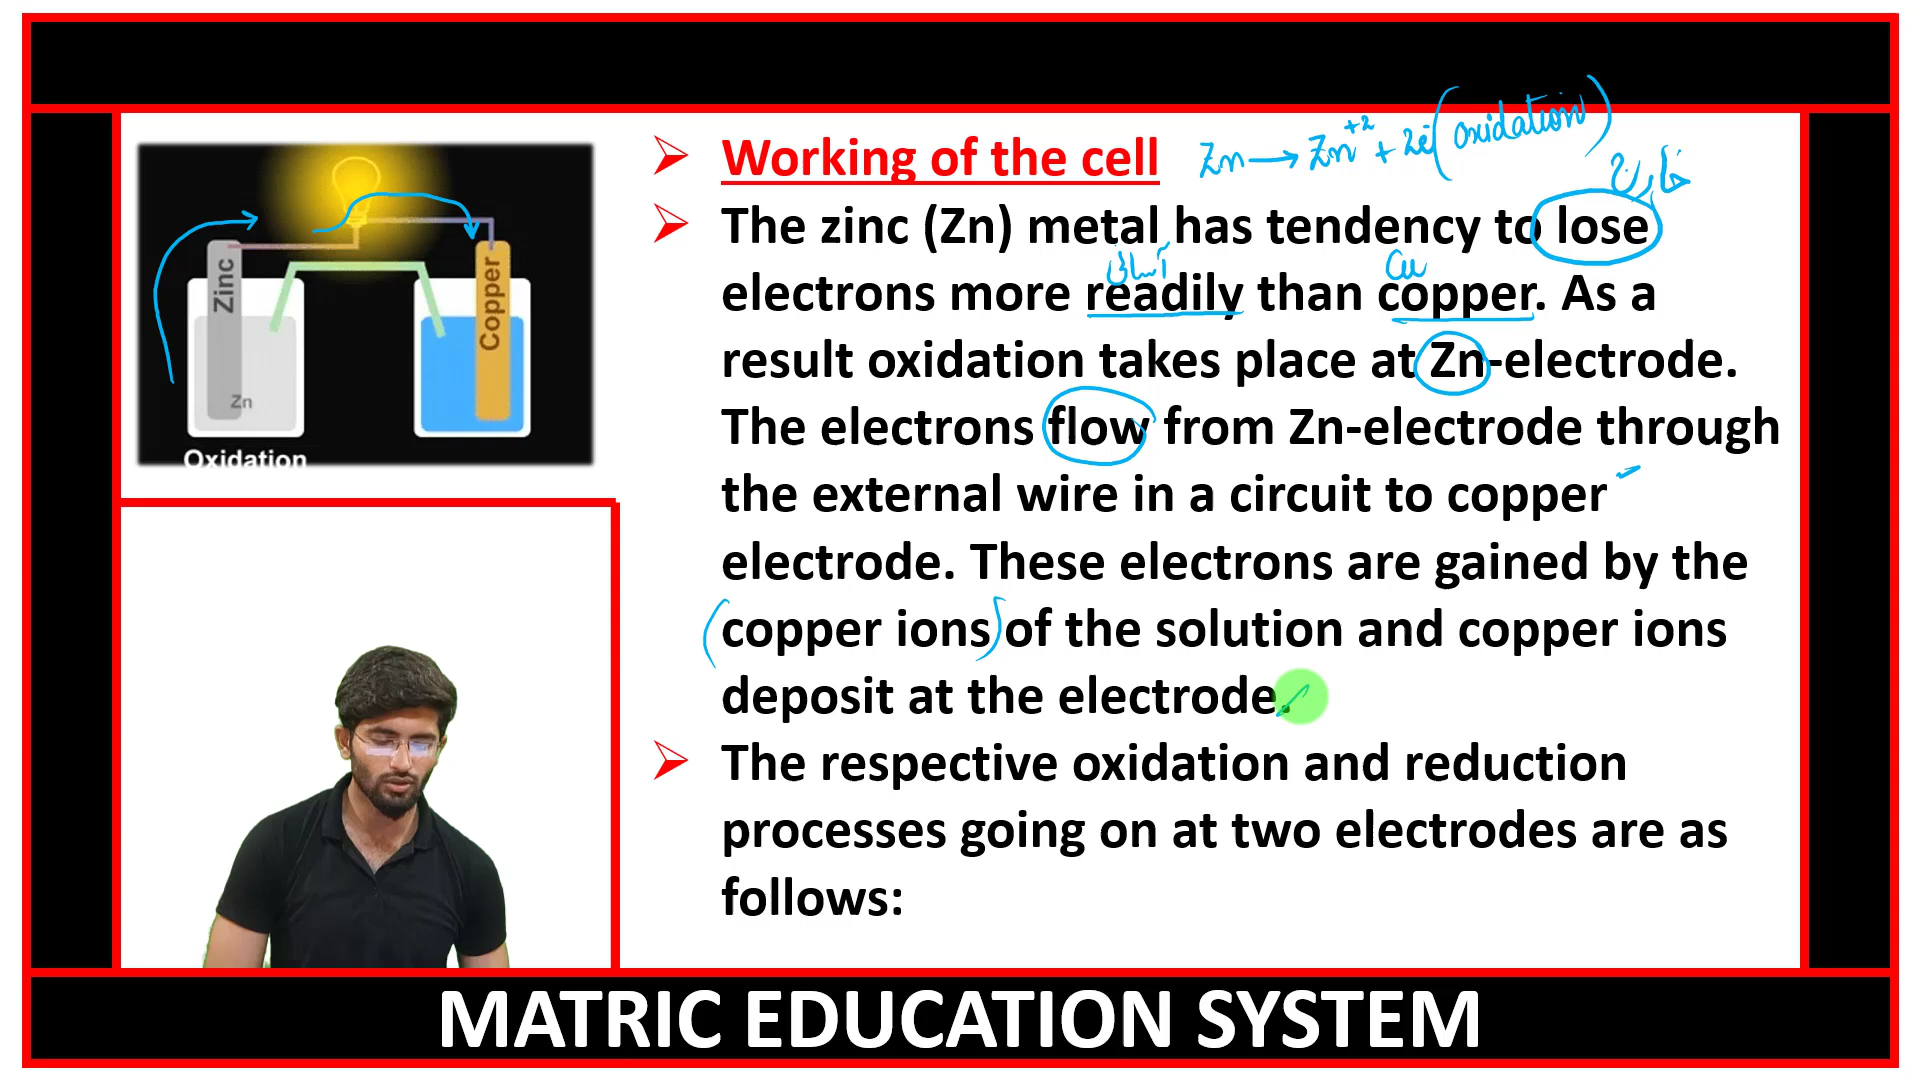 Zinc
Copper
Zn
Oxidation
Working of the cell
Zn → Zn+2 + 2e (oxidation)
خارج
The zinc (Zn) metal has tendency to lose
آسانی
Cu
electrons more readily than copper. As a
result oxidation takes place at Zn-electrode.
The electrons flow from Zn-electrode through
the external wire in a circuit to copper
electrode. These electrons are gained by the
(copper ions) of the solution and copper ions
deposit at the electrode.
The respective oxidation and reduction
processes going on at two electrodes are as
follows:
MATRIC EDUCATION SYSTEM